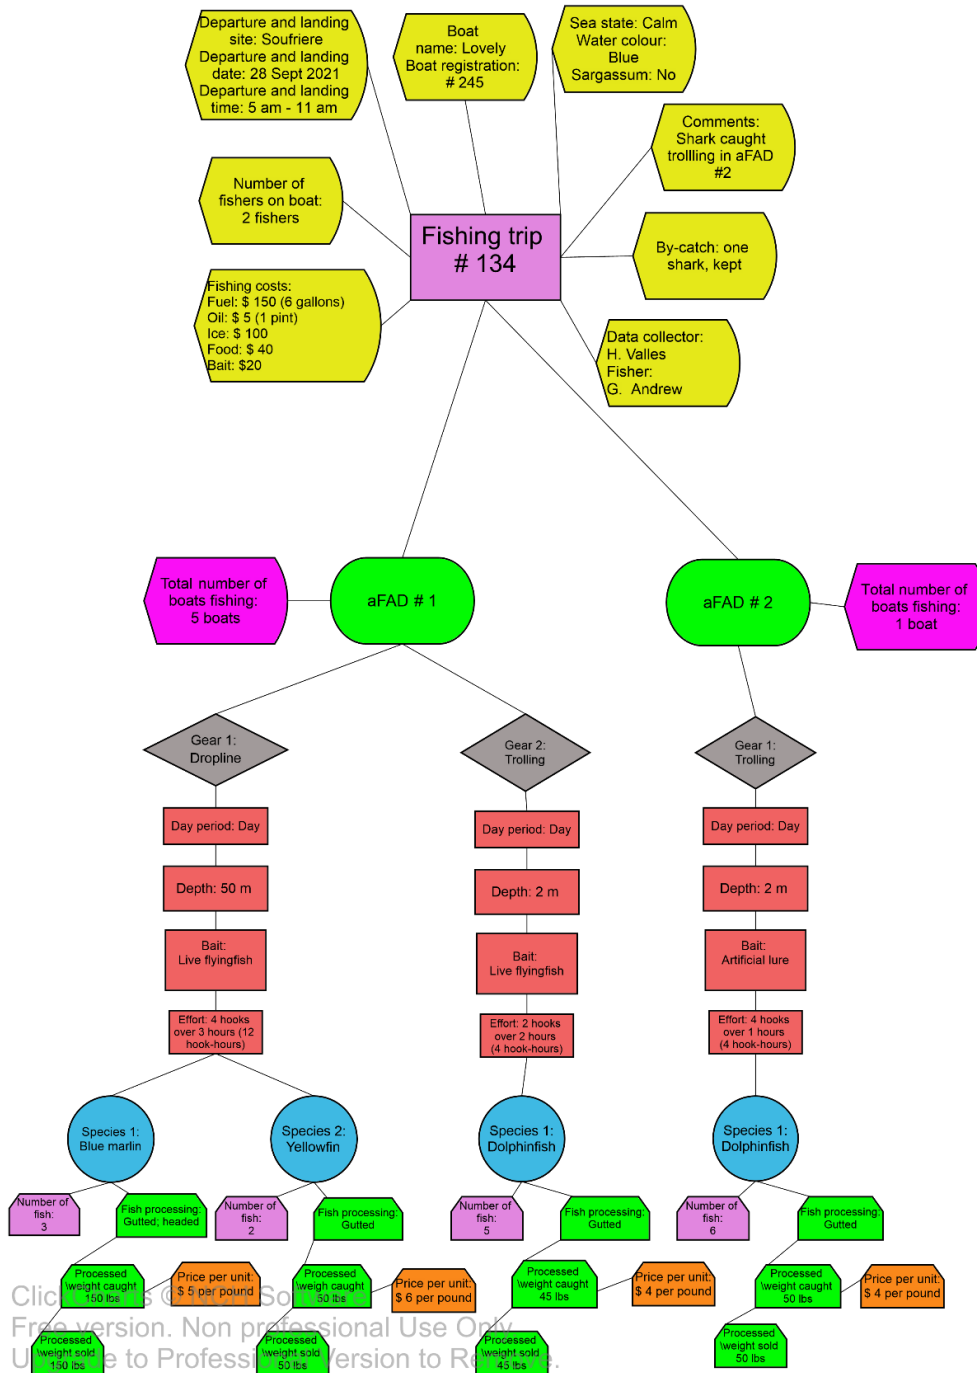 Departure and landing
site: Soufriere
Departure and landing
date: 28 Sept 2021
Departure and landing
time: 5 am - 11 am
Boat
name: Lovely
Boat registration:
# 245
Sea state: Calm
Water colour:
Blue
Sargassum: No
Comments:
Shark caught
trollling in aFAD
#2
Number of
fishers on boat:
2 fishers
Fishing trip
# 134
By-catch: one
shark, kept
Fishing costs:
Fuel: $ 150 (6 gallons)
Oil: $ 5 (1 pint)
Ice: $ 100
Food: $ 40
Bait: $20
Data collector:
H. Valles
Fisher:
G. Andrew
Total number of
boats fishing:
5 boats
aFAD # 1
aFAD # 2
Total number of
boats fishing:
1 boat
Gear 1:
Dropline
Gear 2:
Trolling
Gear 1:
Trolling
Day period: Day
Day period: Day
Day period: Day
Depth: 50 m
Depth: 2 m
Depth: 2 m
Bait:
Live flyingfish
Bait:
Live flyingfish
Bait:
Artificial lure
Effort: 4 hooks
over 3 hours (12
hook-hours)
Effort: 2 hooks
over 2 hours
(4 hook-hours)
Effort: 4 hooks
over 1 hours
(4 hook-hours)
Species 1:
Blue marlin
Species 2:
Yellowfin
Species 1:
Dolphinfish
Species 1:
Dolphinfish
Number of
fish:
3
Fish processing:
Gutted; headed
Number of
fish:
2
Fish processing:
Gutted
Number of
fish:
5
Fish processing:
Gutted
Number of
fish:
6
Fish processing:
Gutted
Processed
\weight caught
150 lbs
Price per unit:
$ 5 per pound
Processed
\weigh caught
50 lbs
Price per unit:
$ 6 per pound
Processed
\weight caught
45 lbs
Price per unit:
$ 4 per pound
Processed
\weight caught
50 lbs
Price per unit:
$ 4 per pound
Processed
\weight sold
150 lbs
Processed
\weight sold
50 lbs
Processed
\weight sold
45 lbs
Processed
\weight sold
50 lbs
ClickCharts © NCH Software
Free version. Non professional Use Only.
Upgrade to Professional Version to Remove.